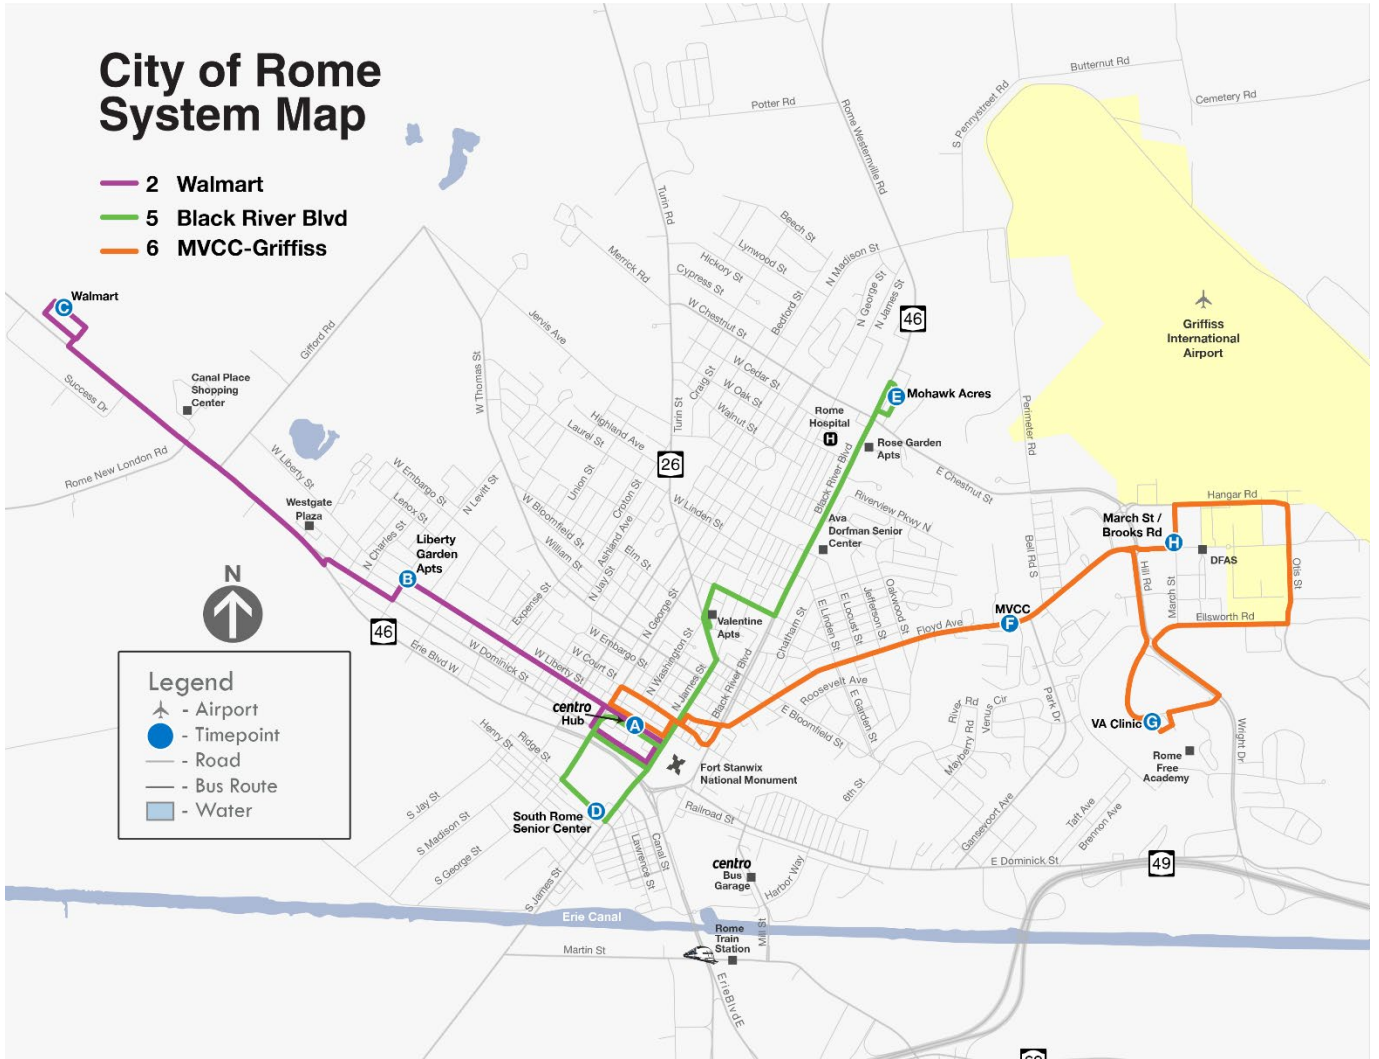 City of Rome
System Map
2 Walmart
5 Black River Blvd
6 MVCC-Griffiss
Butternut Rd
Cemetery Rd
S Pennystreet Rd
Potter Rd
Rome Westernville Rd
Turin Rd
Merrick Rd
Beech St
Lynwood St
Hickory St
Cypress St
N Madison St
N George St
N James St
W Chestnut St
Bedford St
46
Griffiss
International
Airport
C
Walmart
Gifford Rd
Jervis Ave
Success Dr
Canal Place
Shopping
Center
W Thomas St
W Cedar St
Craig St
W Oak St
Walnut St
Turin St
E
Mohawk Acres
Perimeter Rd
Rome
Hospital
H
Highland Ave
Laurel St
Rose Garden
Apts
Black River Blvd
Rome New London Rd
W Liberty St
26
W Embargo St
Lenox St
N Levitt St
Union St
Croton St
E Chestnut St
Hangar Rd
Westgate
Plaza
W Bloomfield St
William St
Ashland Ave
W Linden St
Riverview Pkwy N
Ava
Dorfman Senior
Center
March St /
Brooks Rd
H
DFAS
N Charles St
Liberty
Garden
Apts
B
Elm St
N Jay St
Bell Rd S
Hill Rd
March St
Otis St
N
Expense St
N George St
Valentine
Apts
Chatham St
E Linden St
E Locust St
Jefferson St
Oakwood St
Floyd Ave
MVCC
F
Ellsworth Rd
46
Erie Blvd W
W Dominick St
W Liberty St
W Court St
W Embargo St
N Washington St
N James St
Black River Blvd
Roosevelt Ave
E Garden St
E Bloomfield St
River Rd
Venus Cir
Mayberry Rd
Park Dr
Legend
- Airport
- Timepoint
- Road
- Bus Route
- Water
centro
Hub
A
VA Clinic
G
Wright Dr
Rome
Free
Academy
Henry St
Ridge St
Fort Stanwix
National Monument
6th St
Gansevoort Ave
Taft Ave
Brennon Ave
S Jay St
S Madison St
S George St
South Rome
Senior Center
D
Railroad St
Lawrence St
Canal St
E Dominick St
49
centro
Bus
Garage
Harbor Way
S James St
Erie Canal
Mill St
Rome
Train
Station
Martin St
ErieBlvdE